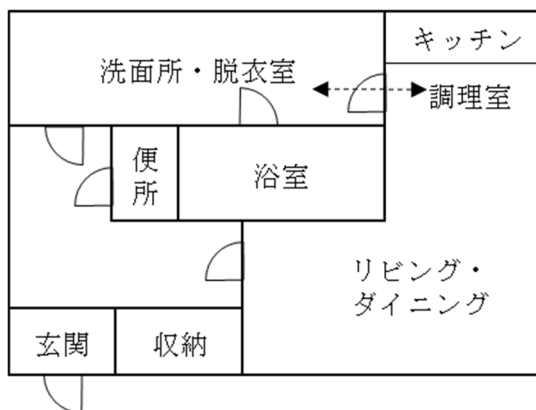 キッチン
洗面所・脱衣室
調理室
便
所
浴室
リビング・
ダイニング
玄関
収納